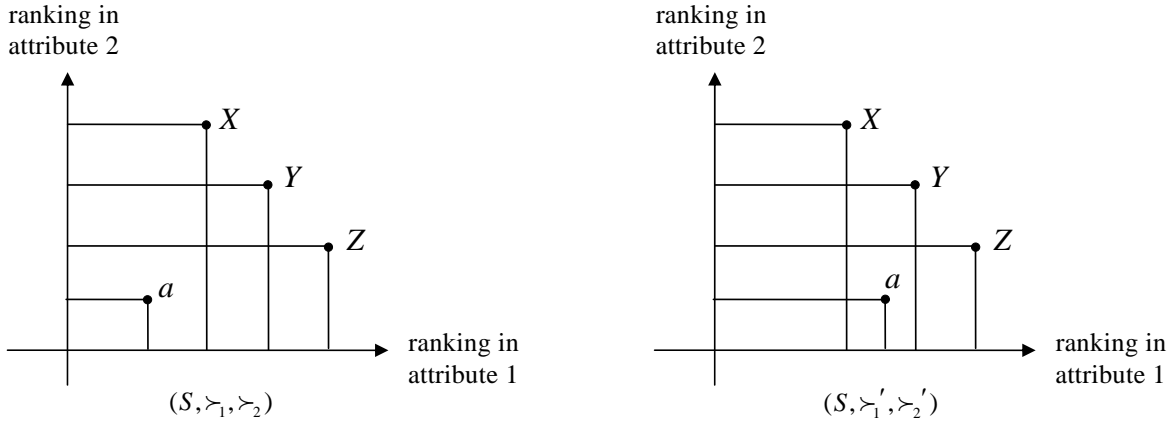 ranking in
attribute 2
X
Y
Z
a
ranking in
attribute 1
(S, ≻₁, ≻₂)
ranking in
attribute 2
X
Y
Z
a
ranking in
attribute 1
(S, ≻₁′, ≻₂′)